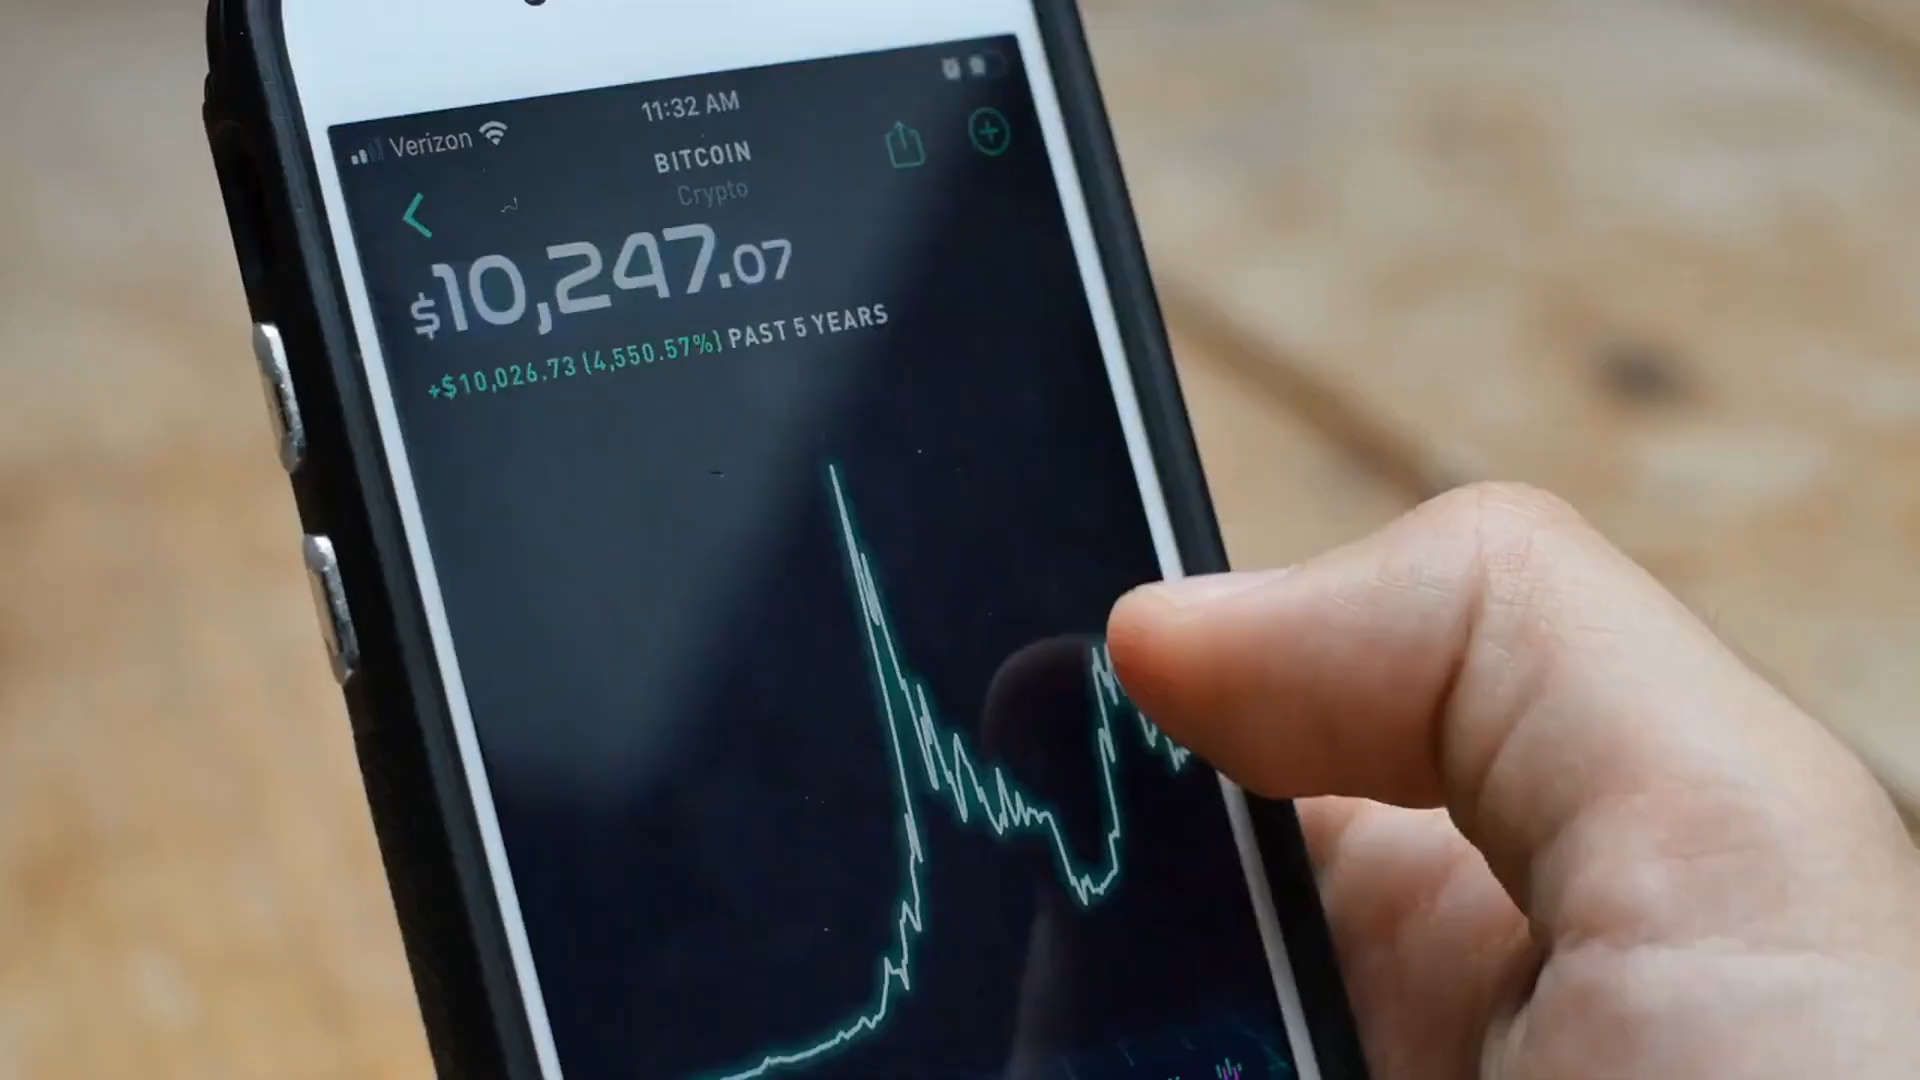 Verizon 11:32 AM
BITCOIN
Crypto
$10,247.07
+$10,026.73 (4,550.57%) PAST 5 YEARS